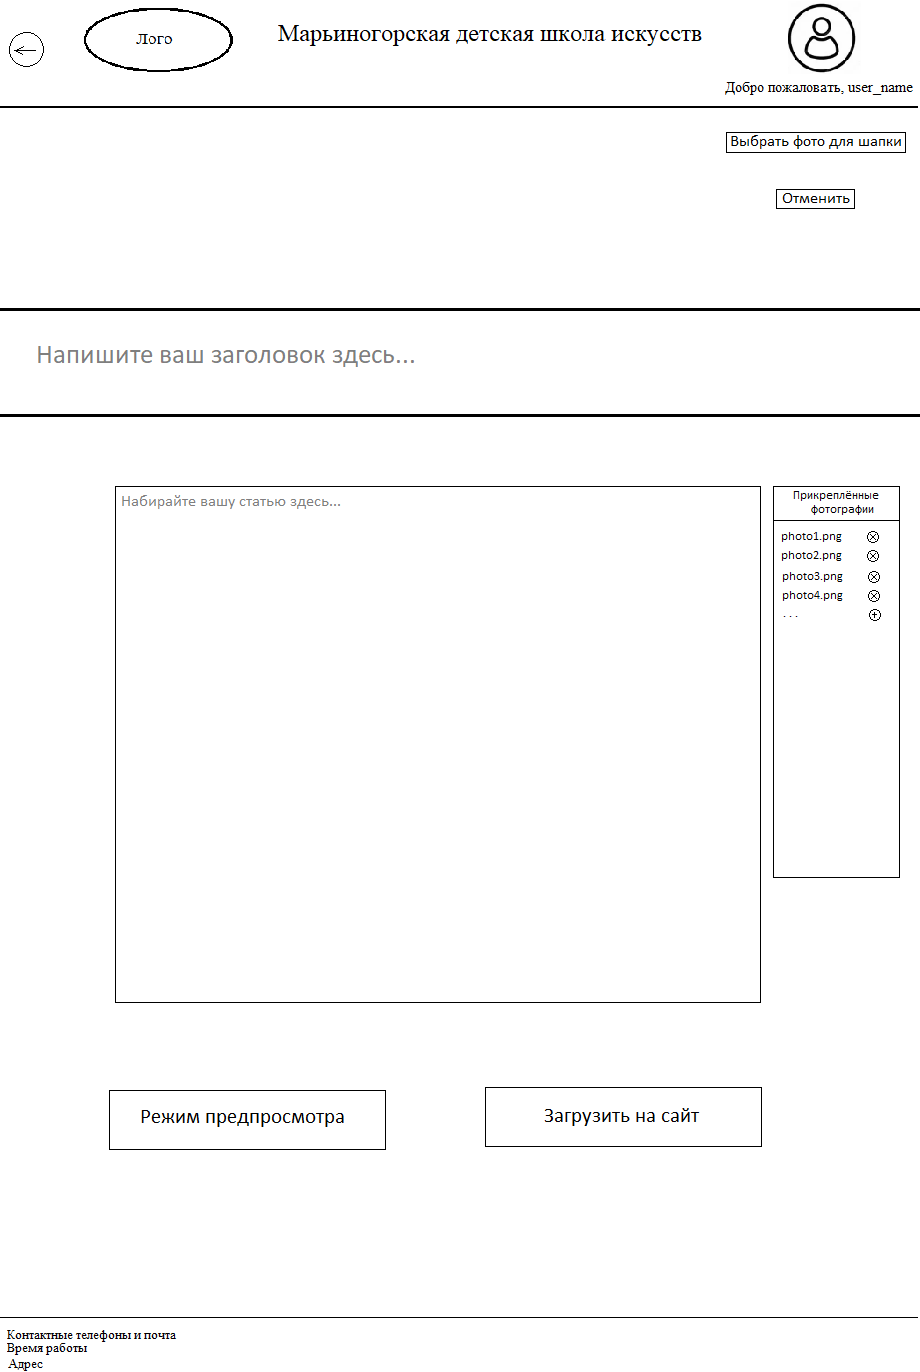 Лого
Марьиногорская детская школа искусств
Добро пожаловать, user_name
Выбрать фото для шапки
Отменить
Напишите ваш заголовок здесь...
Набирайте вашу статью здесь...
Прикреплённые
фотографии
photo1.png
photo2.png
photo3.png
photo4.png
...
Режим предпросмотра
Загрузить на сайт
Контактные телефоны и почта
Время работы
Адрес